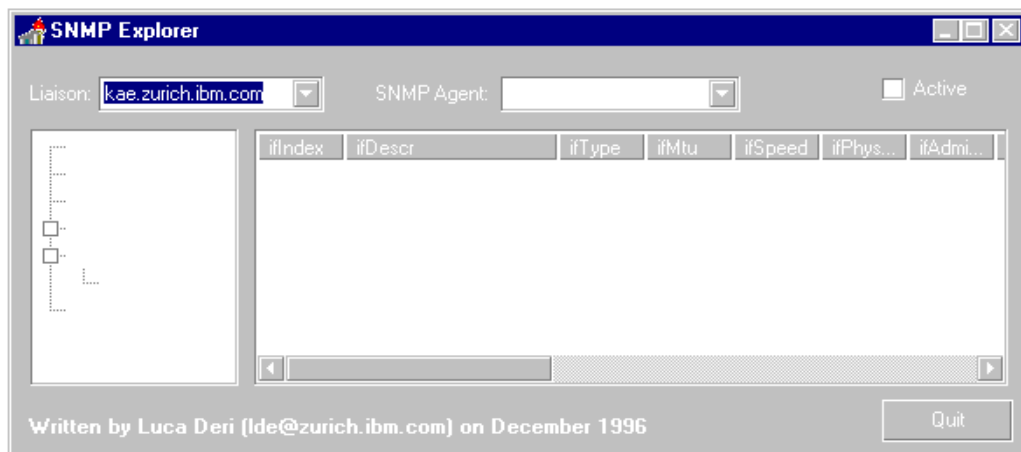 SNMP Explorer
Liaison: kae.zurich.ibm.com SNMP Agent: Active
ifIndex ifDescr ifType ifMtu ifSpeed ifPhys... ifAdmi...
Written by Luca Deri (lde@zurich.ibm.com) on December 1996
Quit